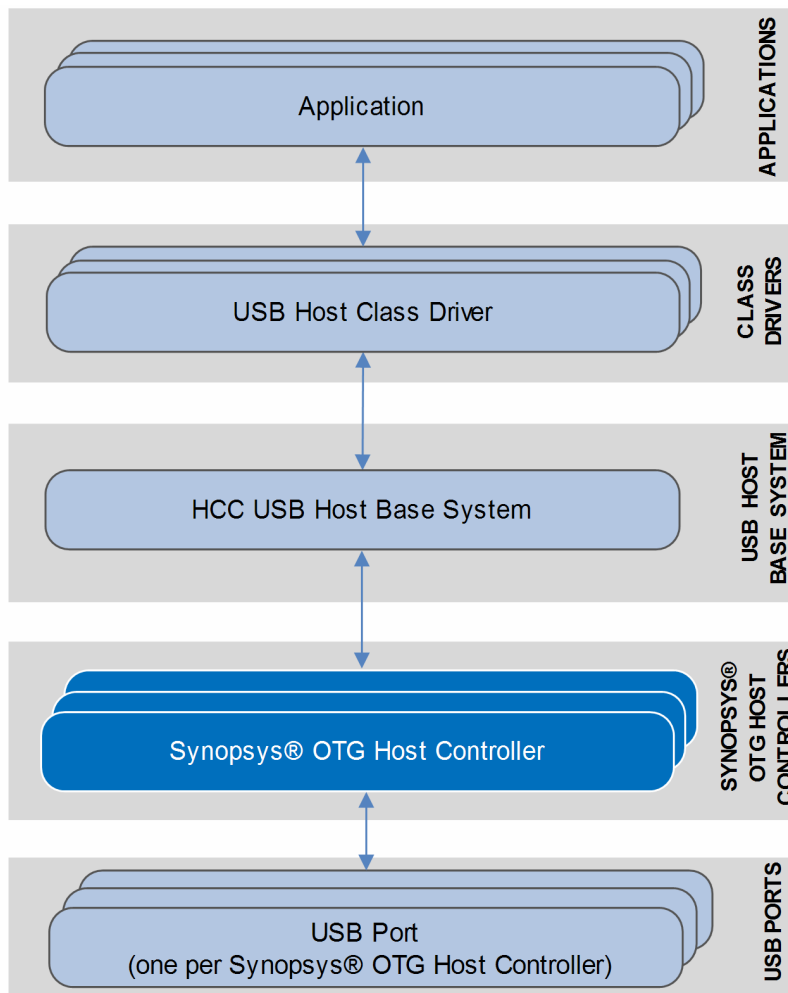 Application
APPLICATIONS
USB Host Class Driver
CLASS
DRIVERS
HCC USB Host Base System
USB HOST
BASE SYSTEM
Synopsys® OTG Host Controller
SYNOPSYS®
OTG HOST
CONTROLLERS
USB Port
(one per Synopsys® OTG Host Controller)
USB PORTS